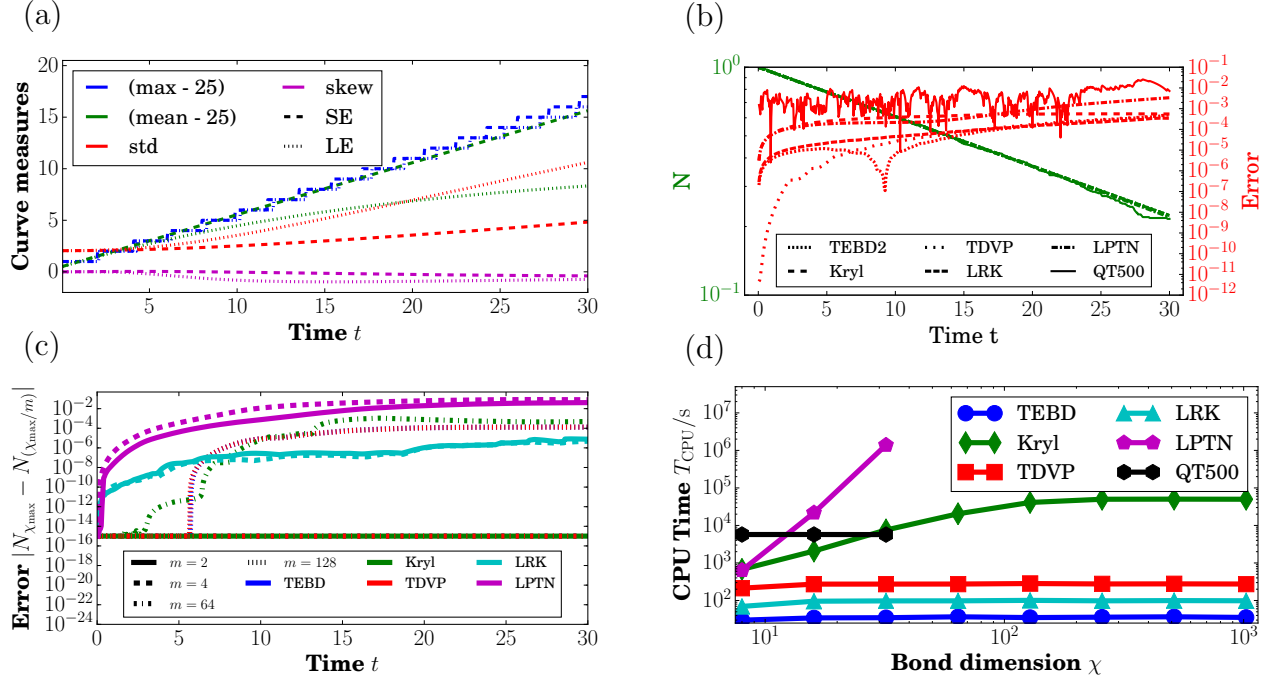 (a)
Curve measures
20
15
10
5
0
(max - 25)
(mean - 25)
std
skew
SE
LE
5
10
15
20
25
30
Time t
(b)
N
10^0
10^-1
TEBD2
Kryl
TDVP
LRK
LPTN
QT500
0
5
10
15
20
25
30
Time t
10^-1
10^-2
10^-3
10^-4
10^-5
10^-6
10^-7
10^-8
10^-9
10^-10
10^-11
10^-12
Error
(c)
Error |N_{χ_max} − N_{(χ_max/m)}|
10^-2
10^-4
10^-6
10^-8
10^-10
10^-12
10^-14
10^-16
10^-18
10^-20
10^-22
10^-24
m = 2
m = 4
m = 64
m = 128
TEBD
Kryl
TDVP
LRK
LPTN
0
5
10
15
20
25
30
Time t
(d)
CPU Time T_CPU/s
10^7
10^6
10^5
10^4
10^3
10^2
TEBD
Kryl
TDVP
LRK
LPTN
QT500
10^1
10^2
10^3
Bond dimension χ